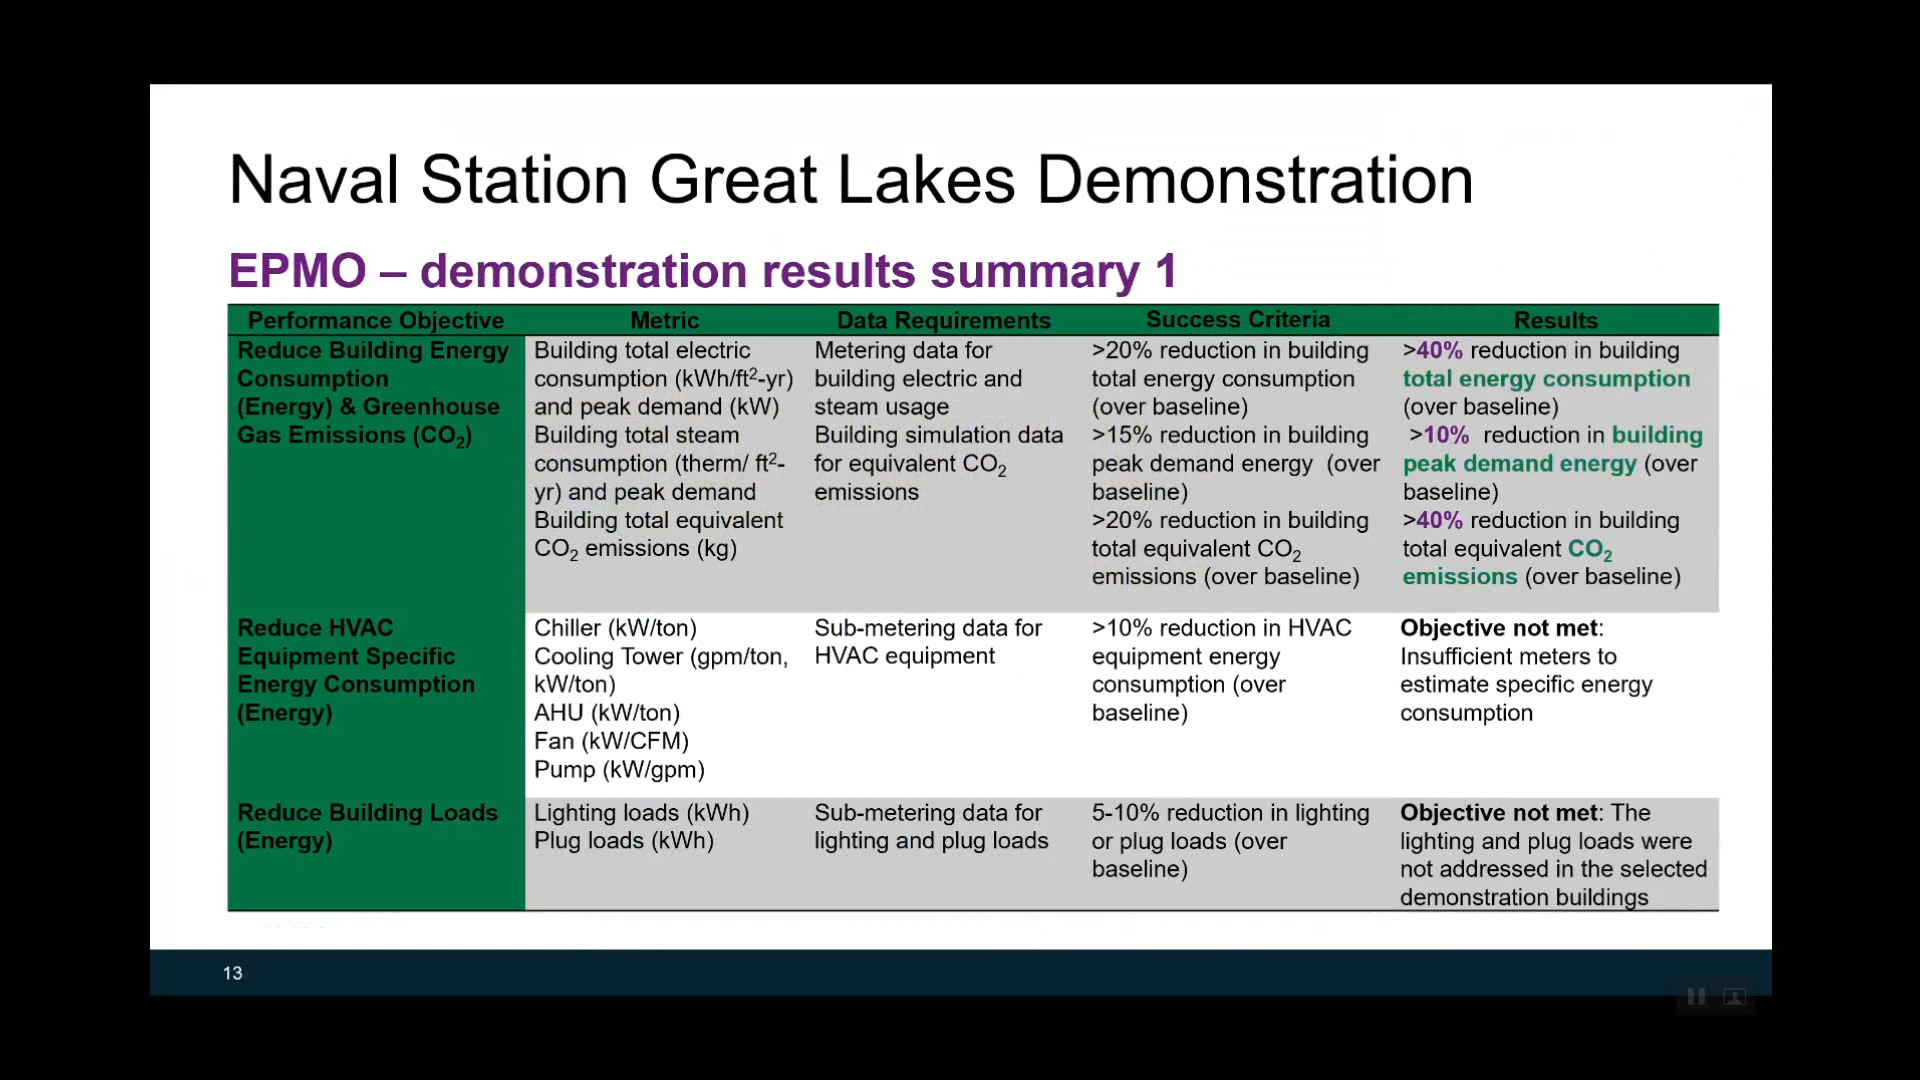 Naval Station Great Lakes Demonstration
EPMO – demonstration results summary 1
Performance Objective
Metric
Data Requirements
Success Criteria
Results
Reduce Building Energy
Consumption
(Energy) & Greenhouse
Gas Emissions (CO₂)
Building total electric
consumption (kWh/ft²-yr)
and peak demand (kW)
Building total steam
consumption (therm/ ft²-
yr) and peak demand
Building total equivalent
CO₂ emissions (kg)
Metering data for
building electric and
steam usage
Building simulation data
for equivalent CO₂
emissions
>20% reduction in building
total energy consumption
(over baseline)
>15% reduction in building
peak demand energy (over
baseline)
>20% reduction in building
total equivalent CO₂
emissions (over baseline)
>40% reduction in building
total energy consumption
(over baseline)
>10% reduction in building
peak demand energy (over
baseline)
>40% reduction in building
total equivalent CO₂
emissions (over baseline)
Reduce HVAC
Equipment Specific
Energy Consumption
(Energy)
Chiller (kW/ton)
Cooling Tower (gpm/ton,
kW/ton)
AHU (kW/ton)
Fan (kW/CFM)
Pump (kW/gpm)
Sub-metering data for
HVAC equipment
>10% reduction in HVAC
equipment energy
consumption (over
baseline)
Objective not met:
Insufficient meters to
estimate specific energy
consumption
Reduce Building Loads
(Energy)
Lighting loads (kWh)
Plug loads (kWh)
Sub-metering data for
lighting and plug loads
5-10% reduction in lighting
or plug loads (over
baseline)
Objective not met: The
lighting and plug loads were
not addressed in the selected
demonstration buildings
13